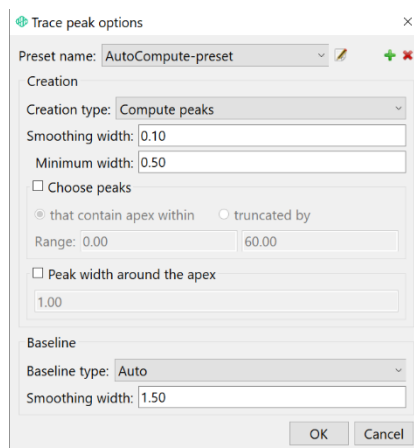 Trace peak options
Preset name: AutoCompute-preset
Creation
Creation type: Compute peaks
Smoothing width: 0.10
Minimum width: 0.50
Choose peaks
that contain apex within truncated by
Range: 0.00 60.00
Peak width around the apex
1.00
Baseline
Baseline type: Auto
Smoothing width: 1.50
OK Cancel